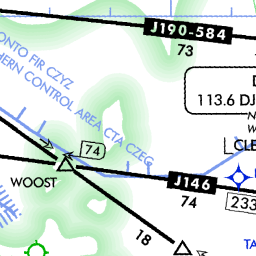 J190-584
73
ONTO FIR CZYZ
HERN CONTROL AREA CTA CZEG
D
113.6 DJ
N
W
CLE
74
WOOST
J146
74
233
18
TA